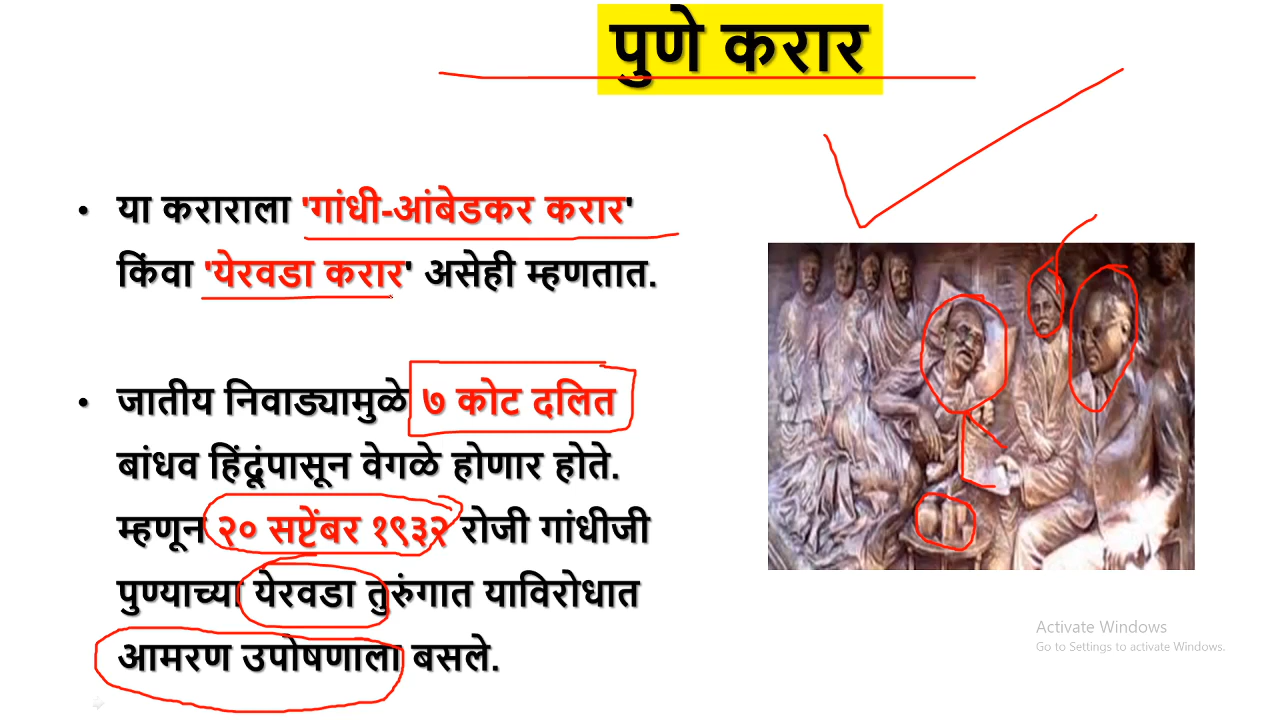 पुणे करार
• या कराराला 'गांधी-आंबेडकर करार'
किंवा 'येरवडा करार' असेही म्हणतात.
• जातीय निवाड्यामुळे ७ कोट दलित
बांधव हिंदूंपासून वेगळे होणार होते.
म्हणून २० सप्टेंबर १९३२ रोजी गांधीजी
पुण्याच्या येरवडा तुरुंगात याविरोधात
आमरण उपोषणाला बसले.
Activate Windows
Go to Settings to activate Windows.